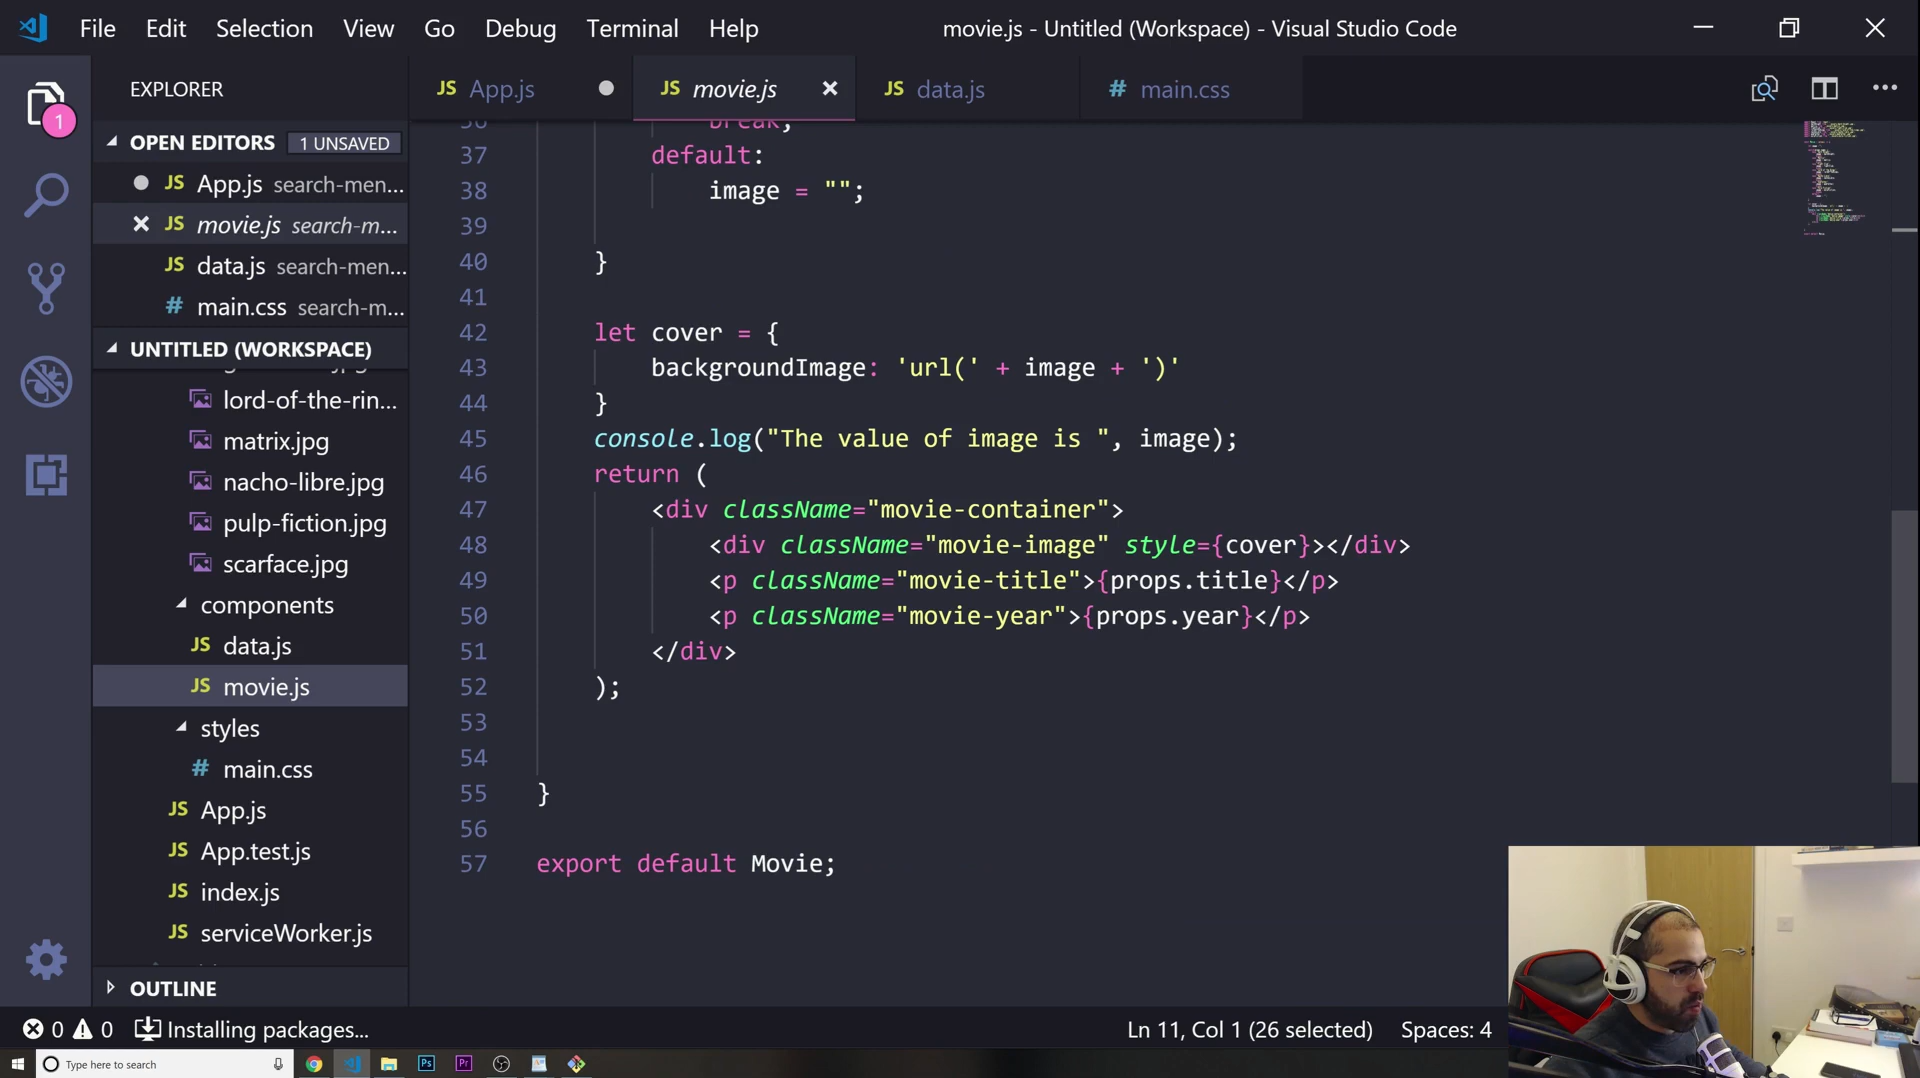 File Edit Selection View Go Debug Terminal Help
movie.js - Untitled (Workspace) - Visual Studio Code
EXPLORER
JS App.js
JS movie.js
JS data.js
# main.css
1
OPEN EDITORS 1 UNSAVED
JS App.js search-men...
JS movie.js search-m...
JS data.js search-men...
# main.css search-m...
UNTITLED (WORKSPACE)
lord-of-the-rin...
matrix.jpg
nacho-libre.jpg
pulp-fiction.jpg
scarface.jpg
components
JS data.js
JS movie.js
styles
# main.css
JS App.js
JS App.test.js
JS index.js
JS serviceWorker.js
OUTLINE
36 break;
37 default:
38 image = "";
39
40 }
41
42 let cover = {
43 backgroundImage: 'url(' + image + ')'
44 }
45 console.log("The value of image is ", image);
46 return (
47 <div className="movie-container">
48 <div className="movie-image" style={cover}></div>
49 <p className="movie-title">{props.title}</p>
50 <p className="movie-year">{props.year}</p>
51 </div>
52 );
53
54
55 }
56
57 export default Movie;
0 0 Installing packages...
Ln 11, Col 1 (26 selected) Spaces: 4
Type here to search
Ps
Pr